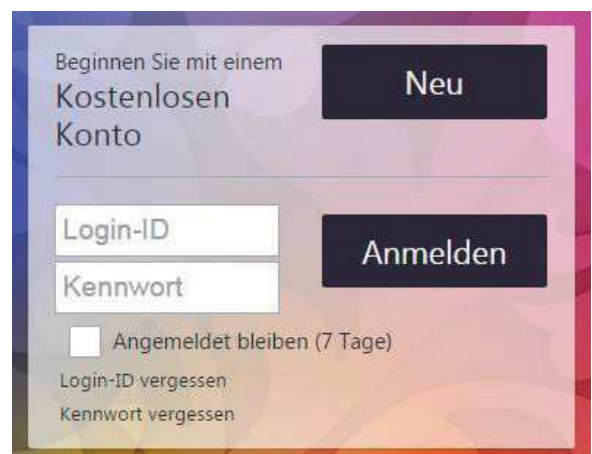 Beginnen Sie mit einem
Kostenlosen
Konto
Neu
Login-ID
Kennwort
Anmelden
Angemeldet bleiben (7 Tage)
Login-ID vergessen
Kennwort vergessen